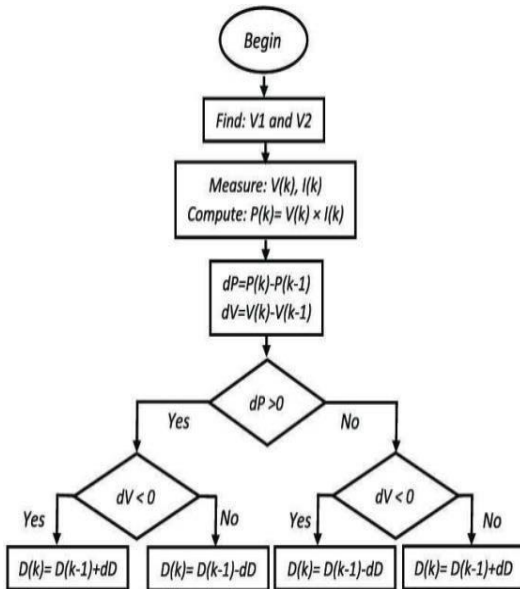 Begin
Find: V1 and V2
Measure: V(k), I(k)
Compute: P(k)= V(k) × I(k)
dP=P(k)-P(k-1)
dV=V(k)-V(k-1)
dP >0
Yes
No
dV < 0
dV < 0
Yes
No
Yes
No
D(k)= D(k-1)+dD
D(k)= D(k-1)-dD
D(k)= D(k-1)-dD
D(k)= D(k-1)+dD